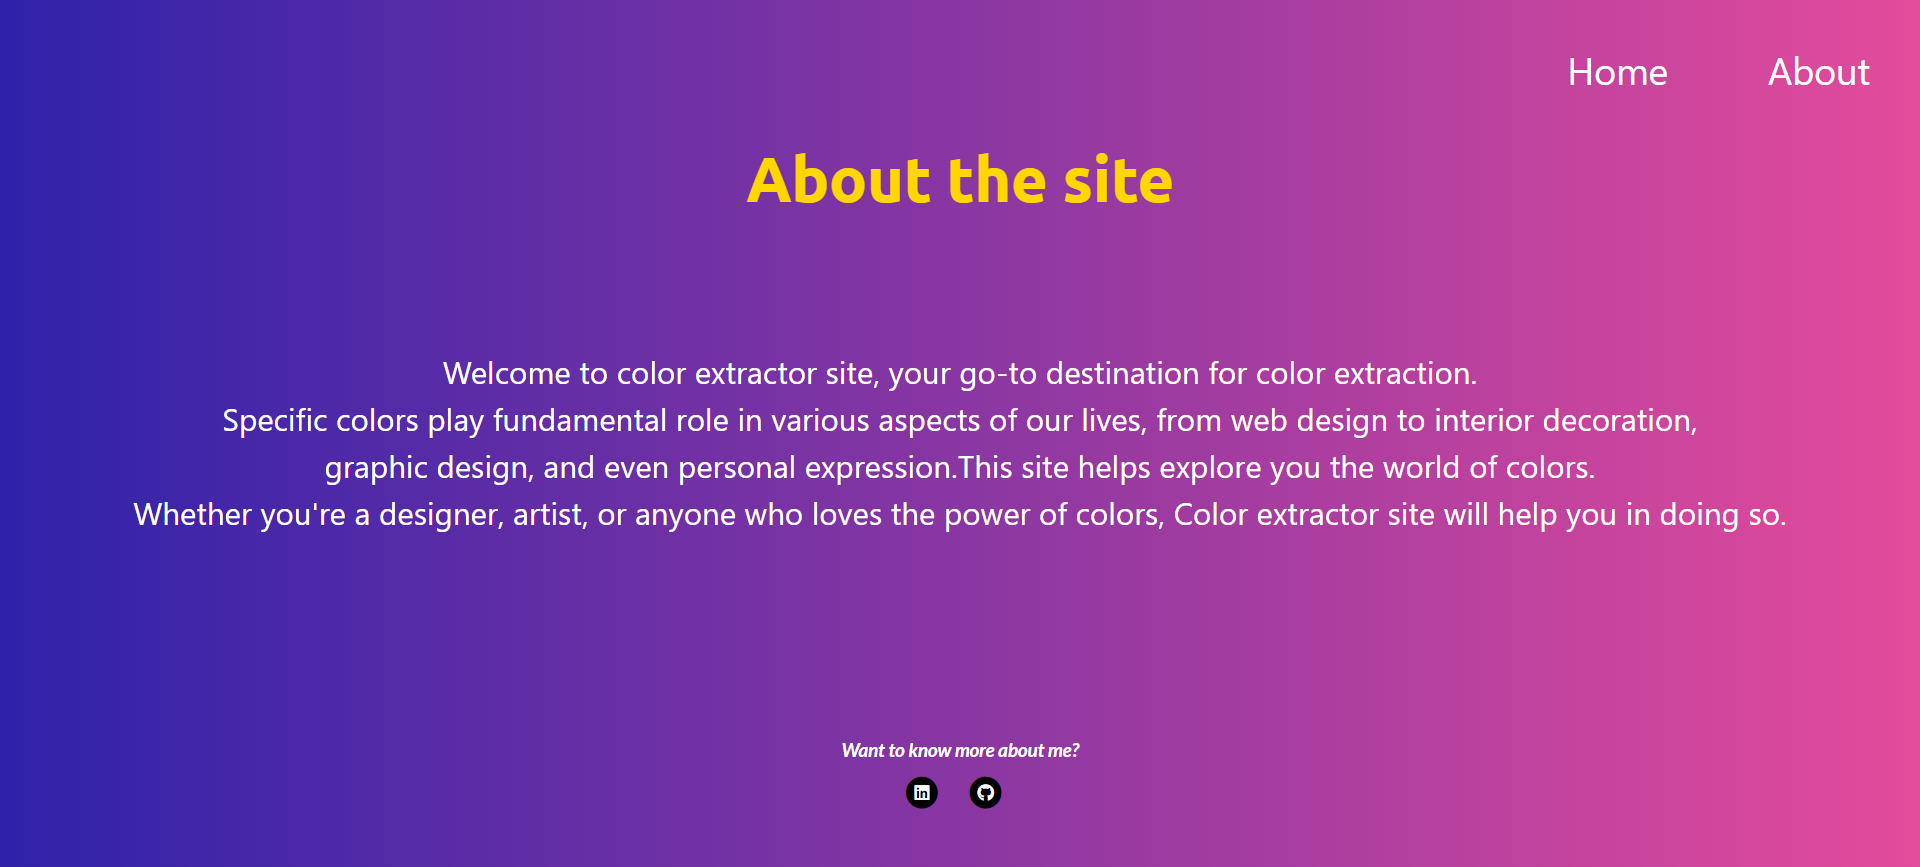 Home About
About the site
Welcome to color extractor site, your go-to destination for color extraction.
Specific colors play fundamental role in various aspects of our lives, from web design to interior decoration,
graphic design, and even personal expression.This site helps explore you the world of colors.
Whether you're a designer, artist, or anyone who loves the power of colors, Color extractor site will help you in doing so.
Want to know more about me?
in